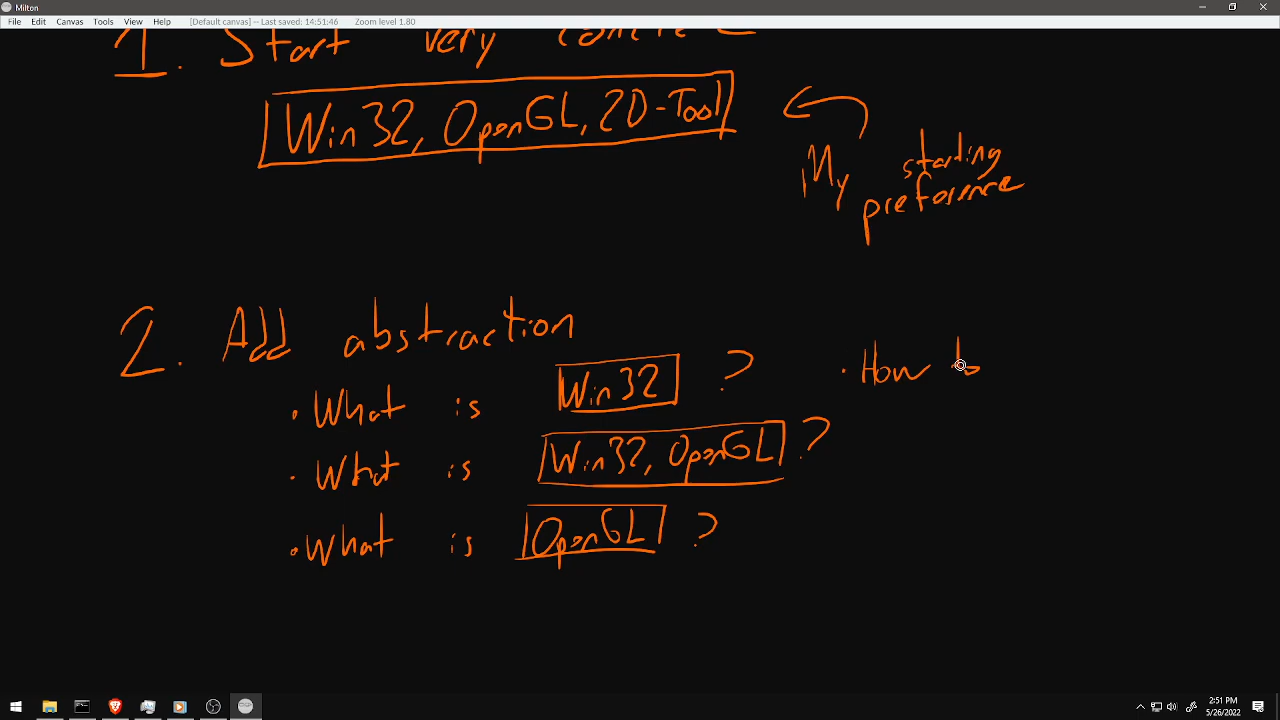 Milton
File Edit Canvas Tools View Help [Default canvas] -- Last saved: 14:51:46 Zoom level 1.80
1. Start very concrete
Win32, OpenGL, 2D-Tool
My starting preference
2. Add abstraction
• What is Win32 ?
• What is Win32, OpenGL ?
• What is OpenGL ?
• How to
2:51 PM
5/26/2022